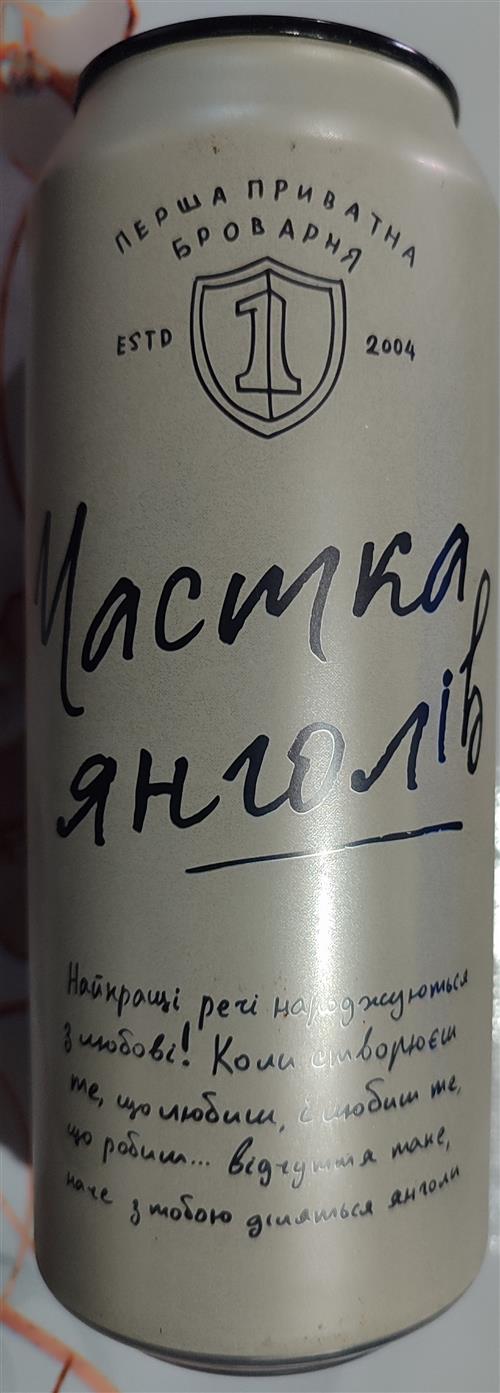 ПЕРША ПРИВАТНА
БРОВАРНЯ
ESTD 1 2004
Частка
янголів
Найкращі речі народжуються
з любові! Коли створюєш
те, що любиш, і любиш те,
що робиш... відчуття таке,
наче з тобою діляться янголи